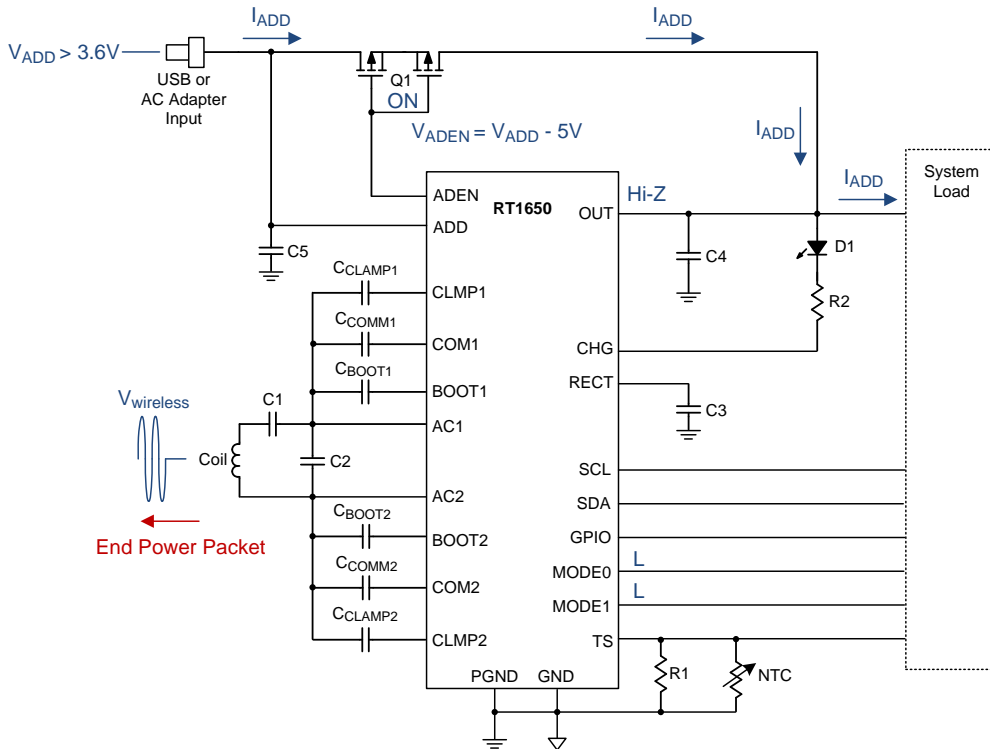 I_ADD
I_ADD
V_ADD > 3.6V
USB or
AC Adapter
Input
Q1
ON
V_ADEN = V_ADD - 5V
I_ADD
I_ADD
System
Load
ADEN
RT1650
Hi-Z
OUT
ADD
C5
C4
D1
C_CLAMP1
CLMP1
R2
C_COMM1
COM1
CHG
C_BOOT1
BOOT1
RECT
C3
V_wireless
C1
AC1
Coil
C2
SCL
AC2
SDA
End Power Packet
C_BOOT2
BOOT2
GPIO
C_COMM2
COM2
L
MODE0
L
MODE1
C_CLAMP2
CLMP2
TS
PGND
GND
R1
NTC